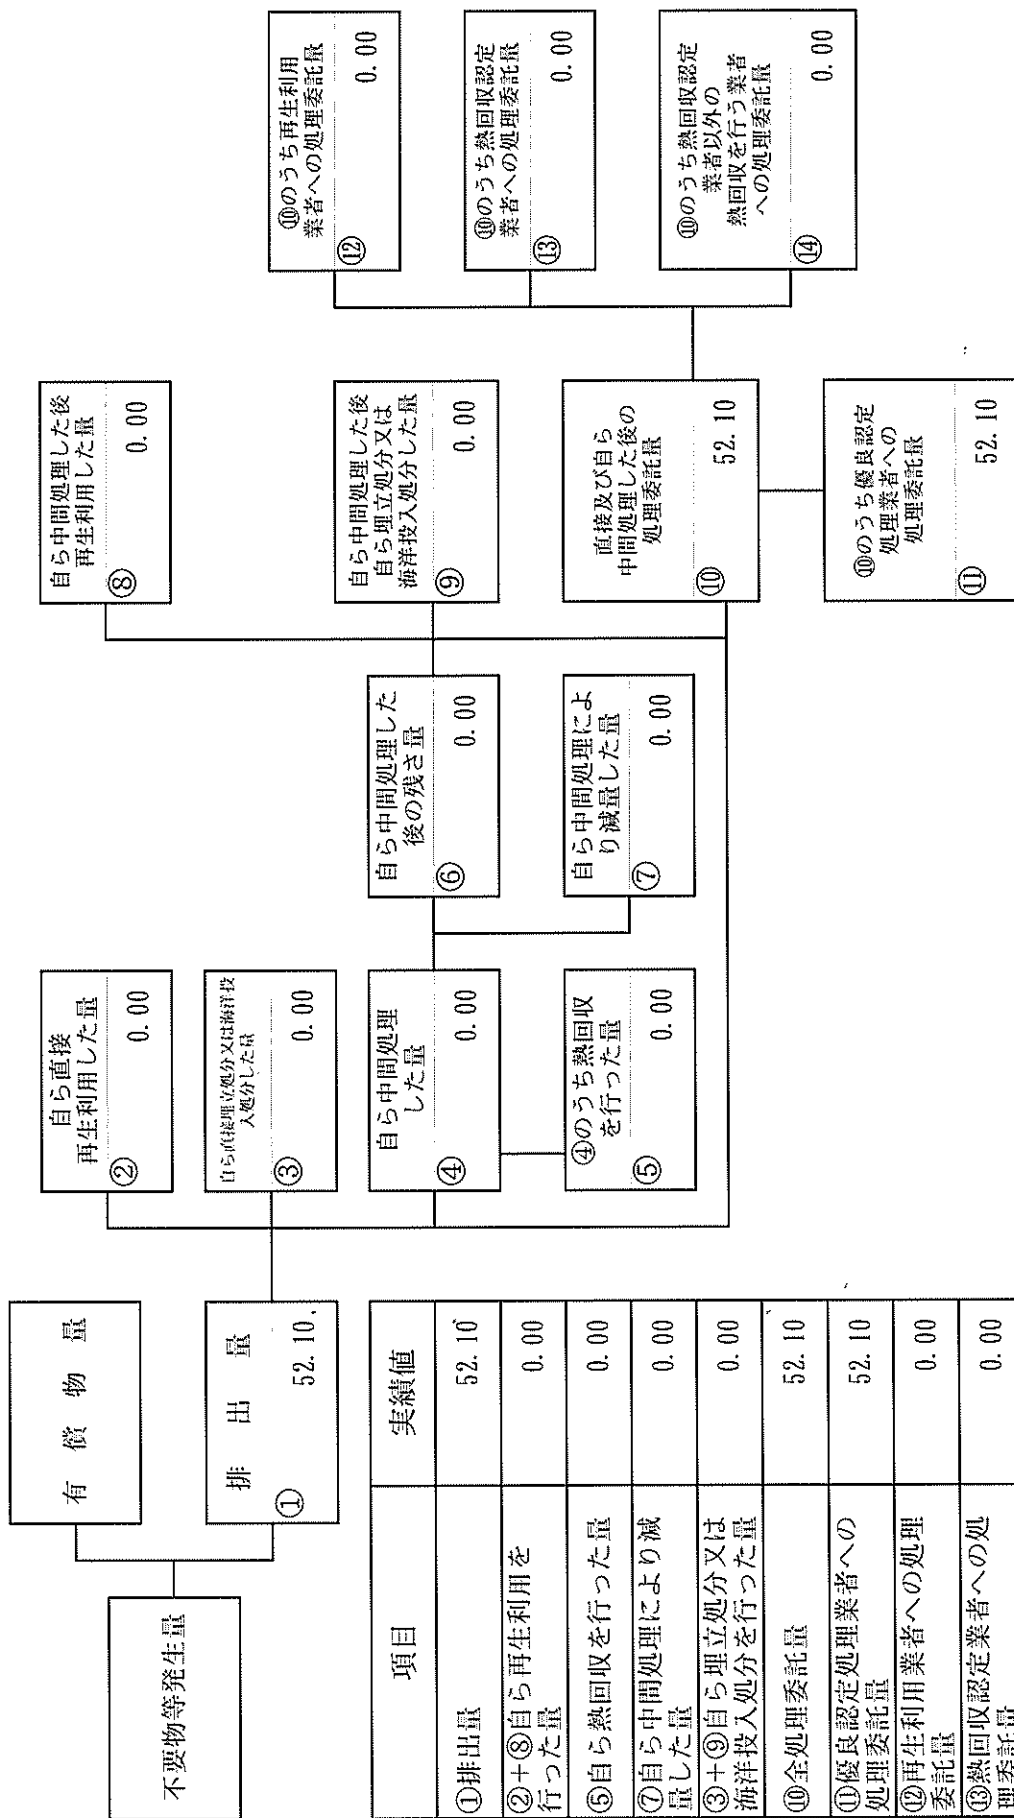 不要物等発生量
有償物量
排出量
①
52.10
自ら直接
再生利用した量
②
0.00
自ら直接埋立処分又は海洋投
入処分した量
③
0.00
自ら中間処理
した量
④
0.00
④のうち熱回収
を行った量
⑤
0.00
自ら中間処理した
後の残さ量
⑥
0.00
自ら中間処理によ
り減量した量
⑦
0.00
自ら中間処理した後
再生利用した量
⑧
0.00
自ら中間処理した後
自ら埋立処分又は
海洋投入処分した量
⑨
0.00
直接及び自ら
中間処理した後の
処理委託量
⑩
52.10
⑩のうち優良認定
処理業者への
処理委託量
⑪
52.10
⑩のうち再生利用
業者への処理委託量
⑫
0.00
⑩のうち熱回収認定
業者への処理委託量
⑬
0.00
⑩のうち熱回収認定
業者以外の
熱回収を行う業者
への処理委託量
⑭
0.00
項目 実績値
①排出量 52.10
②+⑧自ら再生利用を
行った量 0.00
⑤自ら熱回収を行った量 0.00
⑦自ら中間処理により減
量した量 0.00
③+⑨自ら埋立処分又は
海洋投入処分を行った量 0.00
⑩全処理委託量 52.10
⑪優良認定処理業者への
処理委託量 52.10
⑫再生利用業者への処理
委託量 0.00
⑬熱回収認定業者への処
理委託量 0.00